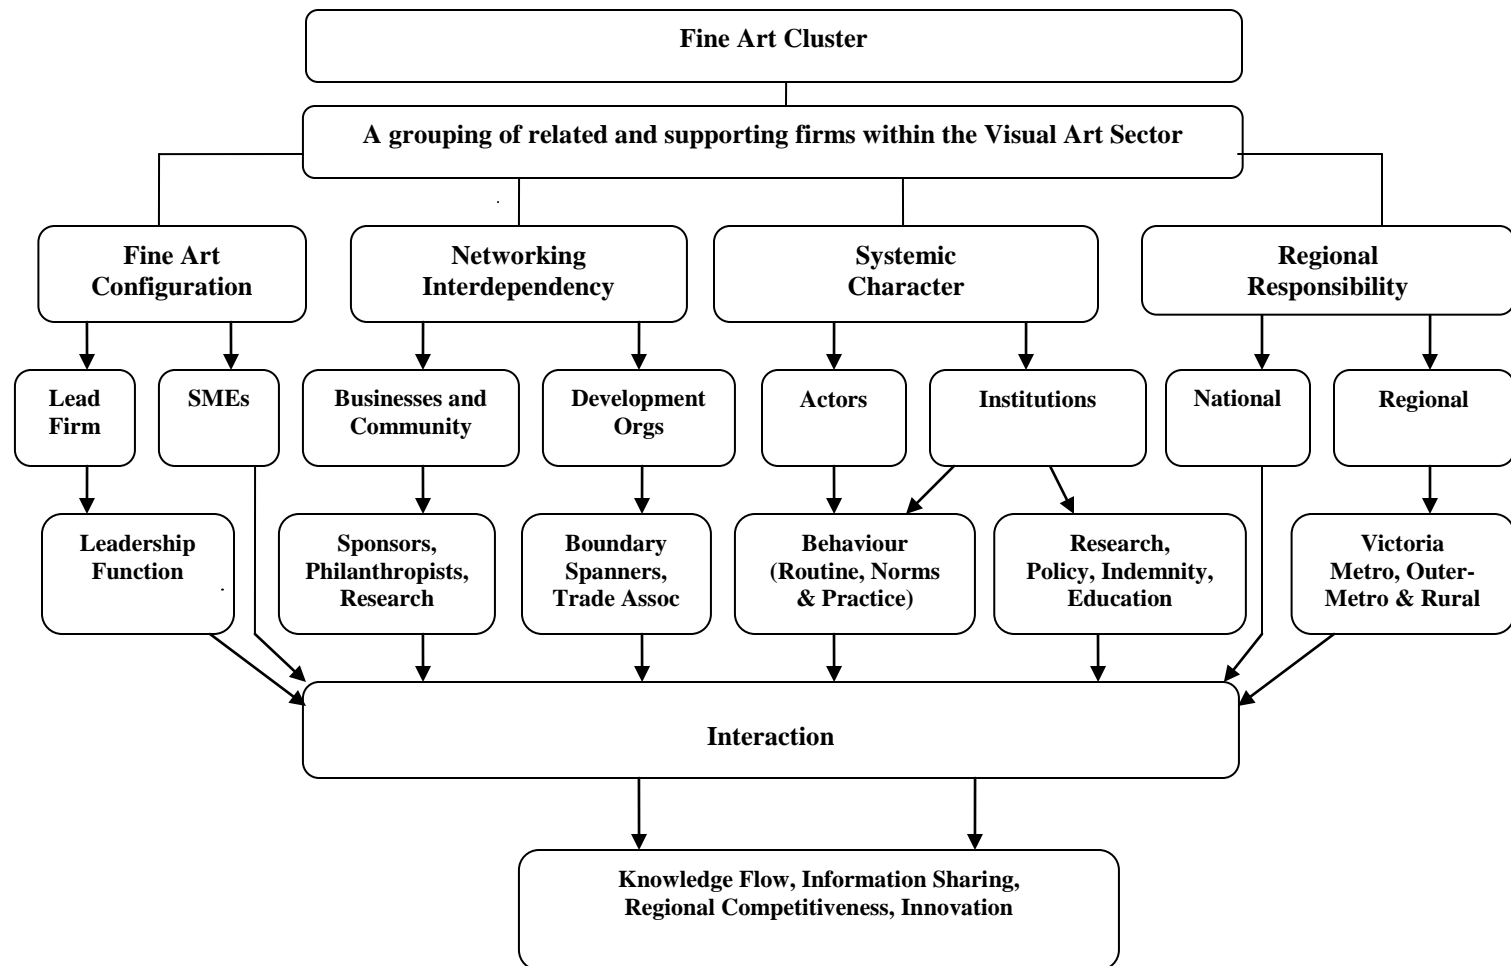 Fine Art Cluster
A grouping of related and supporting firms within the Visual Art Sector
Fine Art
Configuration
Networking
Interdependency
Systemic
Character
Regional
Responsibility
Lead
Firm
SMEs
Businesses and
Community
Development
Orgs
Actors
Institutions
National
Regional
Leadership
Function
Sponsors,
Philanthropists,
Research
Boundary
Spanners,
Trade Assoc
Behaviour
(Routine, Norms
& Practice)
Research,
Policy, Indemnity,
Education
Victoria
Metro, Outer-
Metro & Rural
Interaction
Knowledge Flow, Information Sharing,
Regional Competitiveness, Innovation